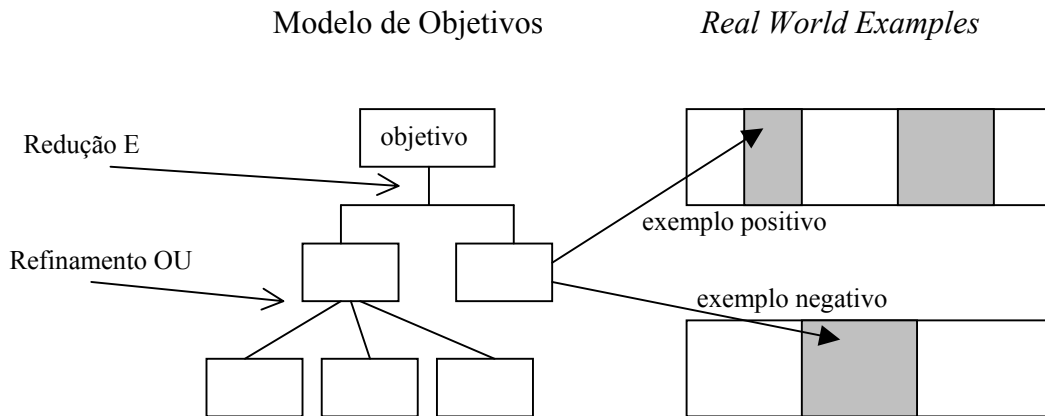 Modelo de Objetivos
Real World Examples
Redução E
objetivo
exemplo positivo
Refinamento OU
exemplo negativo